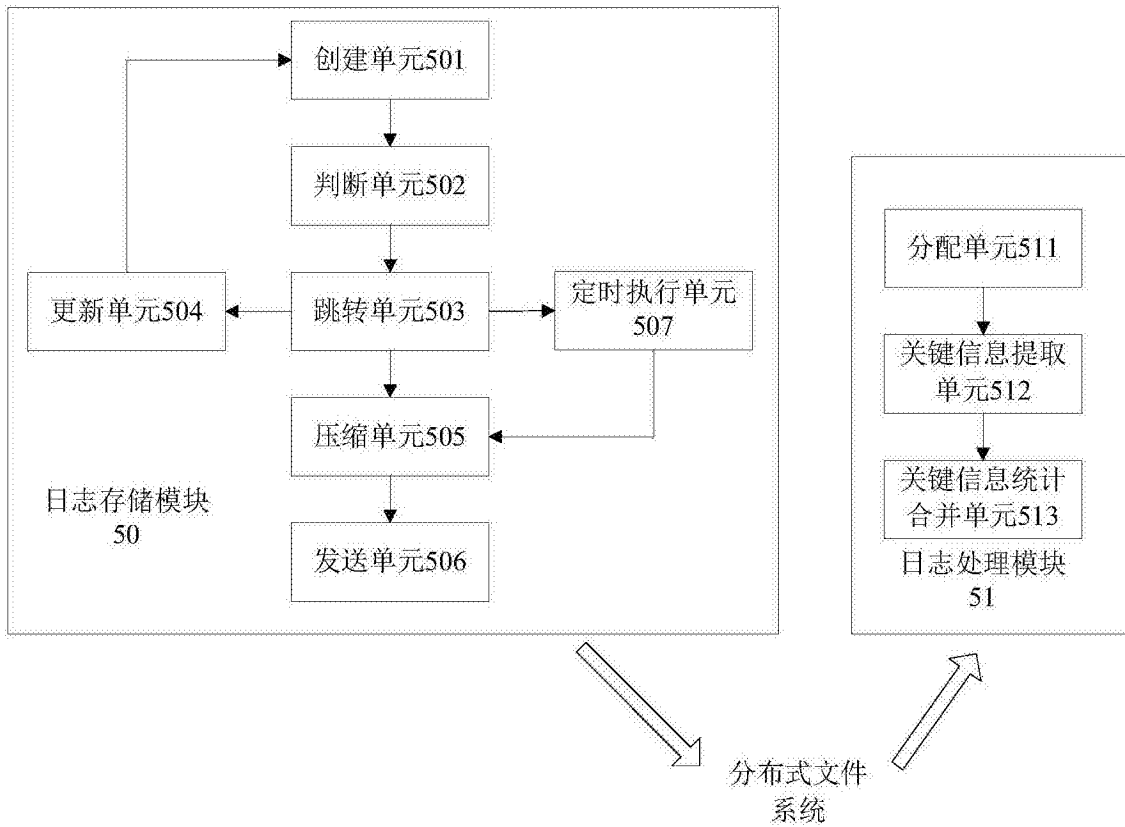 创建单元501
判断单元502
更新单元504
跳转单元503
定时执行单元
507
压缩单元505
日志存储模块
50
发送单元506
分配单元511
关键信息提取
单元512
关键信息统计
合并单元513
日志处理模块
51
分布式文件
系统